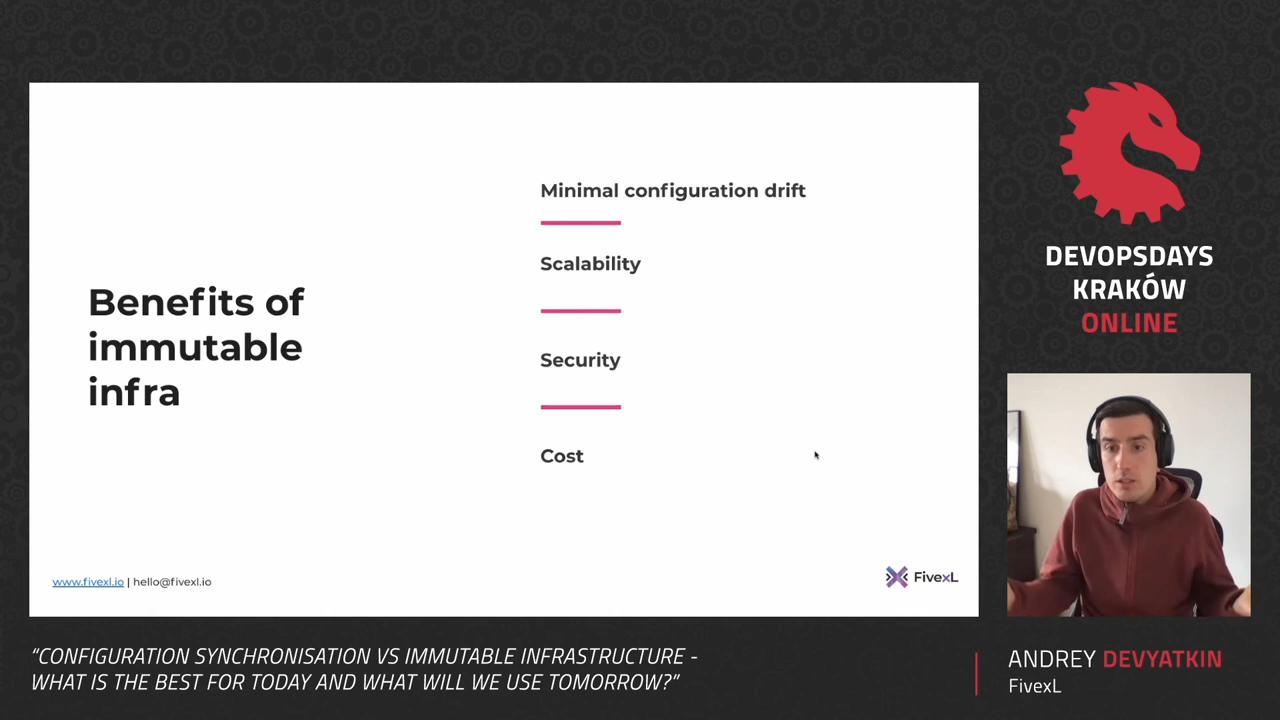 Benefits of
immutable
infra
Minimal configuration drift
Scalability
Security
Cost
www.fivexl.io | hello@fivexl.io
FivexL
DEVOPSDAYS
KRAKÓW
ONLINE
“CONFIGURATION SYNCHRONISATION VS IMMUTABLE INFRASTRUCTURE -
WHAT IS THE BEST FOR TODAY AND WHAT WILL WE USE TOMORROW?”
ANDREY DEVYATKIN
FivexL